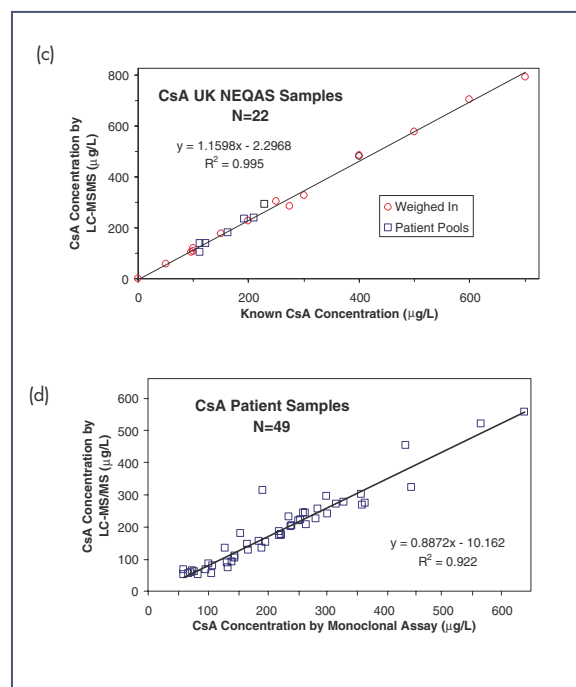 (c)
800
600
400
200
0
CsA Concentration by
LC-MSMS (µg/L)
CsA UK NEQAS Samples
N=22
y = 1.1598x - 2.2968
R² = 0.995
Weighed In
Patient Pools
0 200 400 600
Known CsA Concentration (µg/L)
(d)
600
500
400
300
200
100
0
CsA Concentration by
LC-MS/MS (µg/L)
CsA Patient Samples
N=49
y = 0.8872x - 10.162
R² = 0.922
0 100 200 300 400 500 600
CsA Concentration by Monoclonal Assay (µg/L)